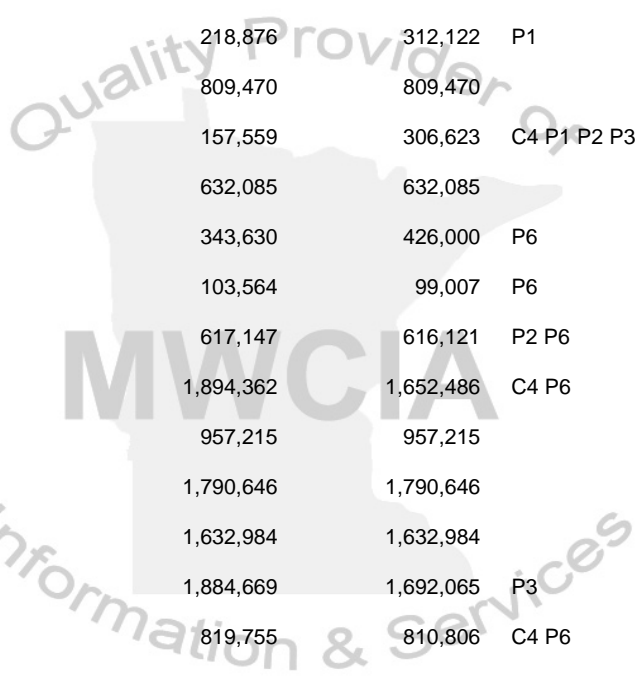 Quality Provider of
218,876 312,122 P1
809,470 809,470
157,559 306,623 C4 P1 P2 P3
632,085 632,085
343,630 426,000 P6
103,564 99,007 P6
617,147 616,121 P2 P6
MWCIA
1,894,362 1,652,486 C4 P6
957,215 957,215
1,790,646 1,790,646
1,632,984 1,632,984
1,884,669 1,692,065 P3
819,755 810,806 C4 P6
Information & Services